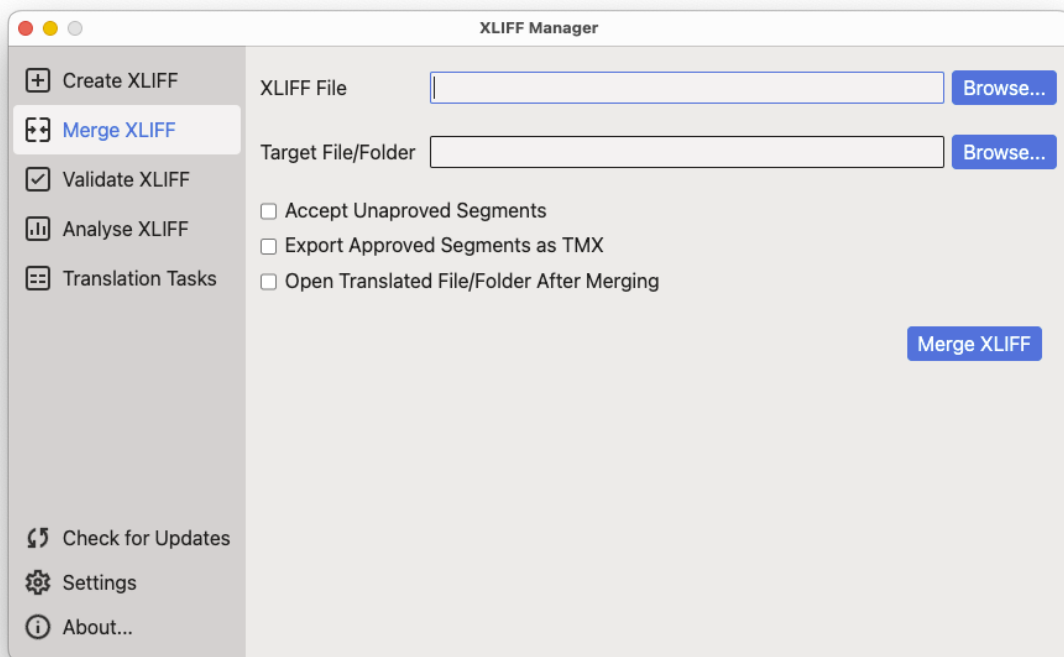 XLIFF Manager
Create XLIFF
Merge XLIFF
Validate XLIFF
Analyse XLIFF
Translation Tasks
Check for Updates
Settings
About...
XLIFF File
Browse...
Target File/Folder
Browse...
Accept Unaproved Segments
Export Approved Segments as TMX
Open Translated File/Folder After Merging
Merge XLIFF